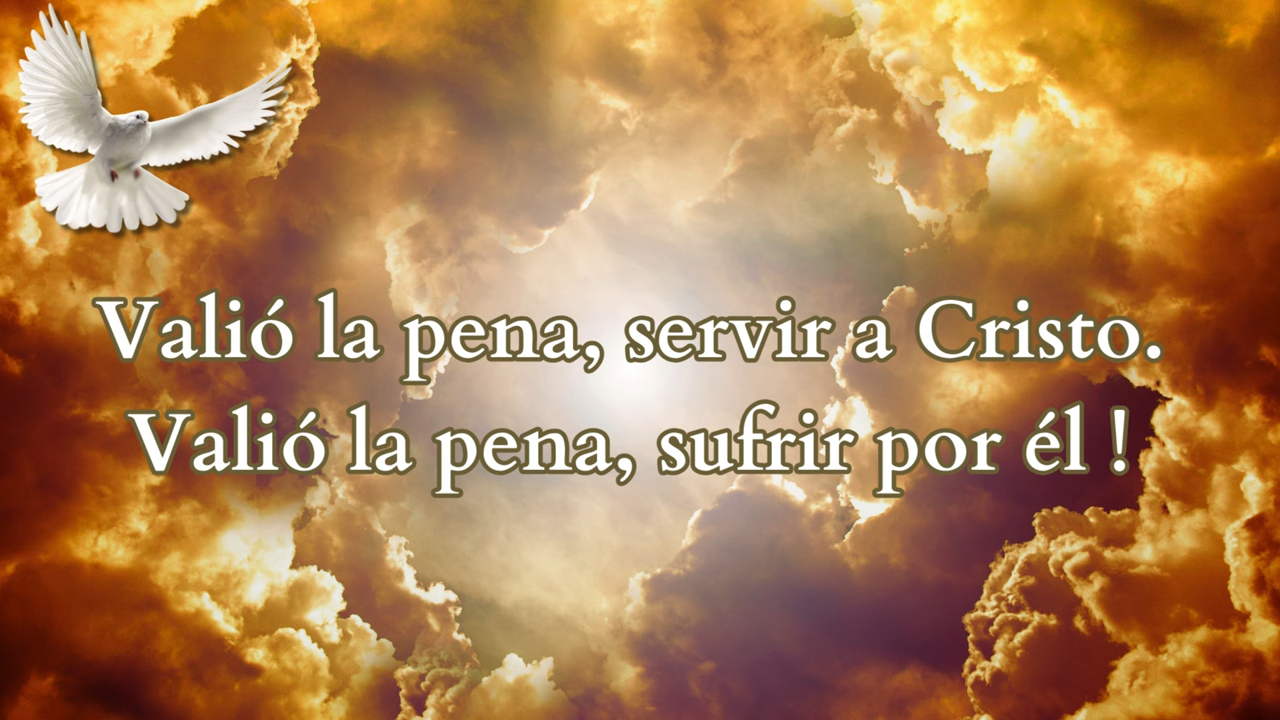 Valió la pena, servir a Cristo.
Valió la pena, sufrir por él !